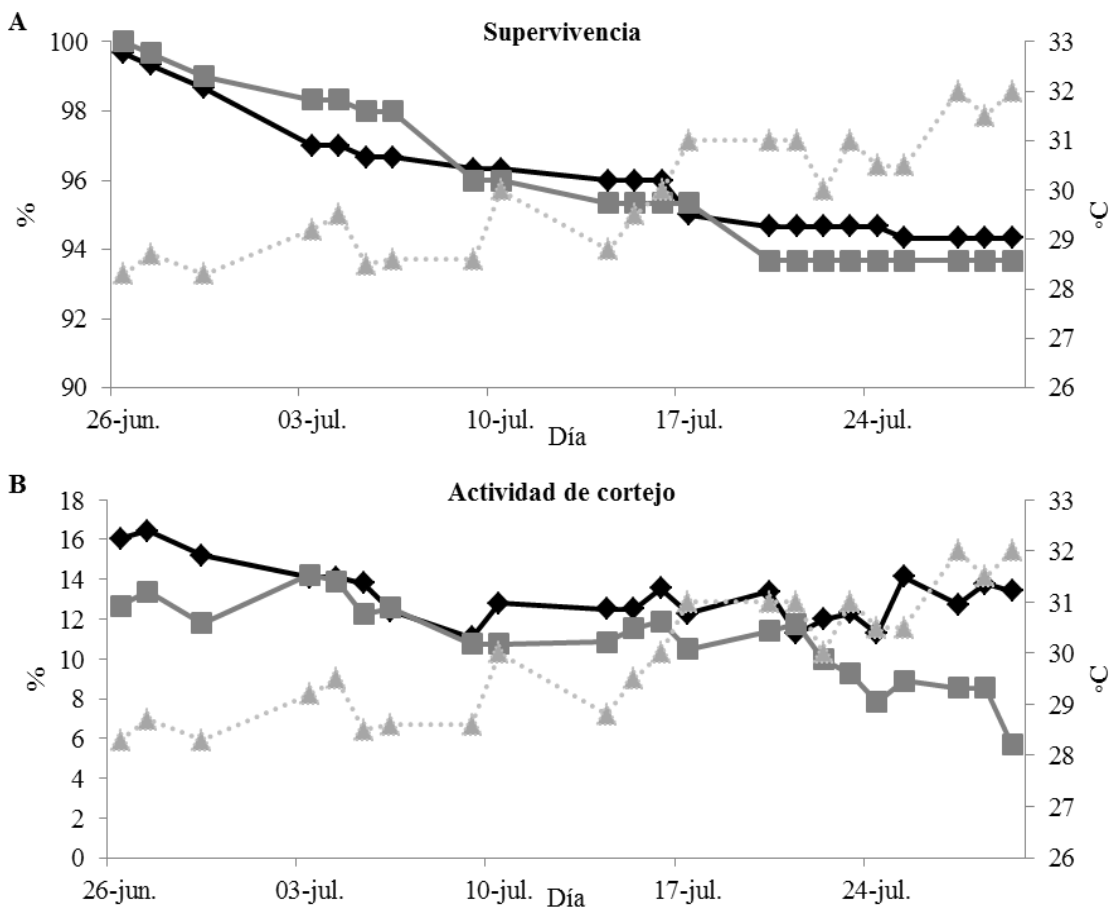 A
Supervivencia
100
98
96
94
92
90
%
33
32
31
30
29
28
27
26
°C
26-jun.
03-jul.
10-jul.
17-jul.
24-jul.
Día
B
Actividad de cortejo
18
16
14
12
10
8
6
4
2
0
%
33
32
31
30
29
28
27
26
°C
26-jun.
03-jul.
10-jul.
17-jul.
24-jul.
Día